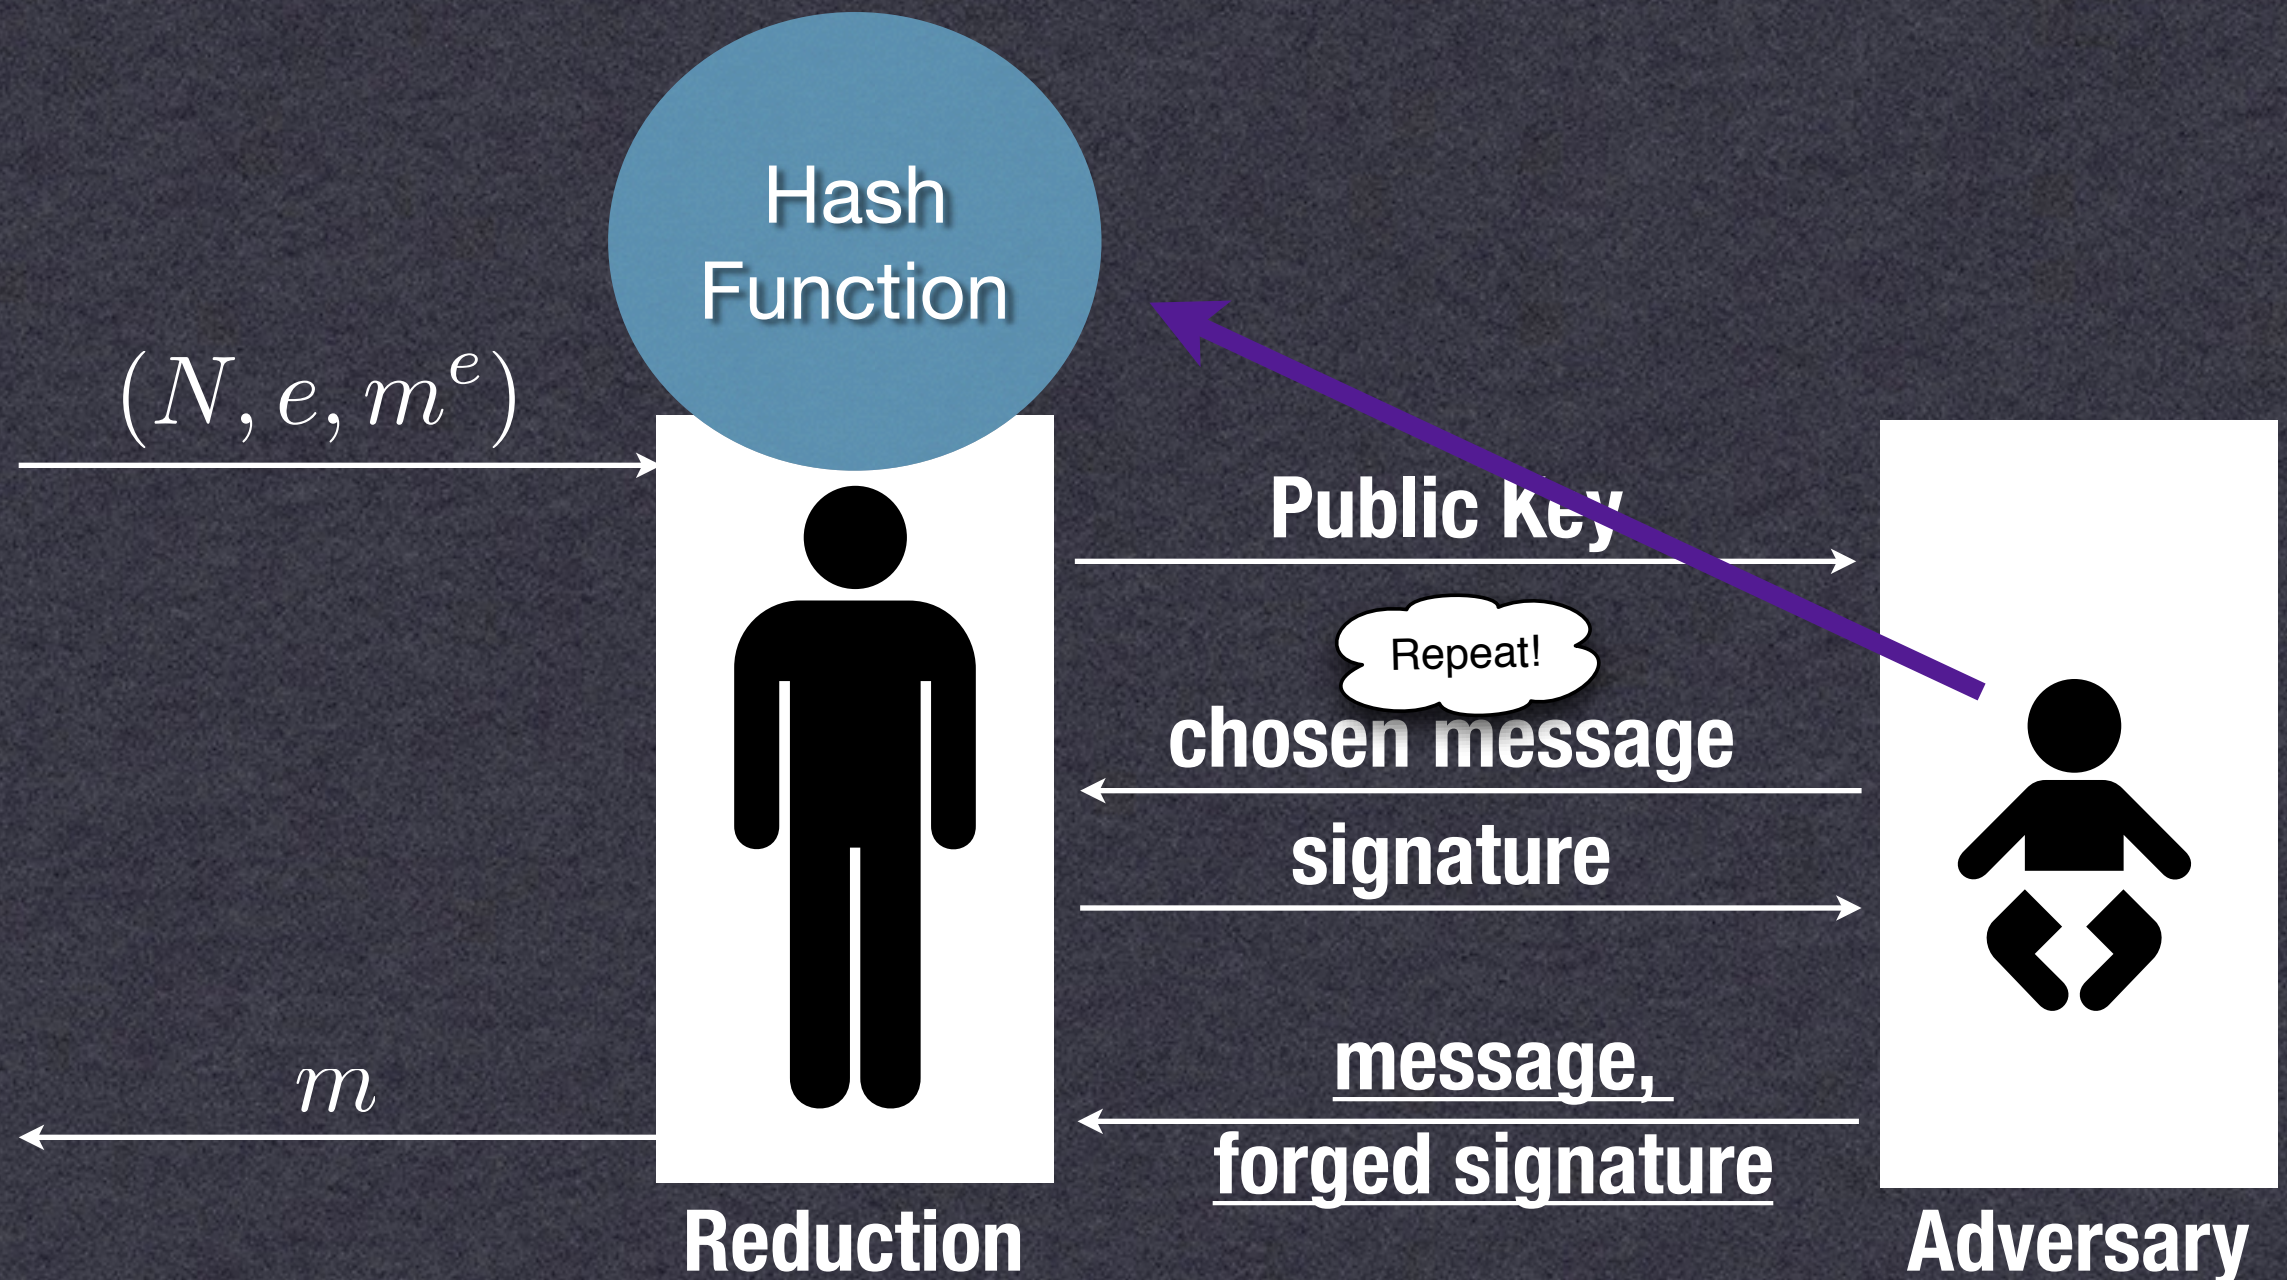 Hash
Function
(N, e, m^e)
Public Key
Repeat!
chosen message
signature
m
message,
forged signature
Reduction
Adversary